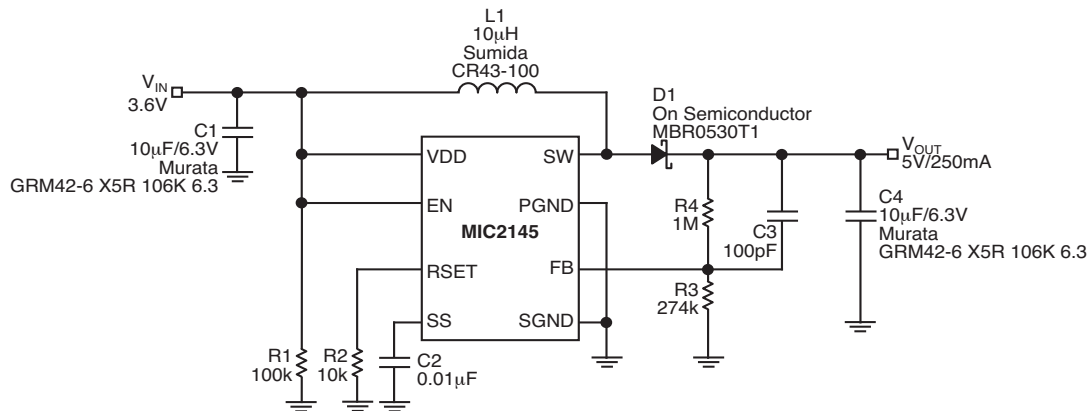 L1
10µH
Sumida
CR43-100
VIN
3.6V
C1
10µF/6.3V
Murata
GRM42-6 X5R 106K 6.3
D1
On Semiconductor
MBR0530T1
VOUT
5V/250mA
VDD
SW
EN
PGND
MIC2145
RSET
FB
SS
SGND
R4
1M
C3
100pF
C4
10µF/6.3V
Murata
GRM42-6 X5R 106K 6.3
R3
274k
R1
100k
R2
10k
C2
0.01µF